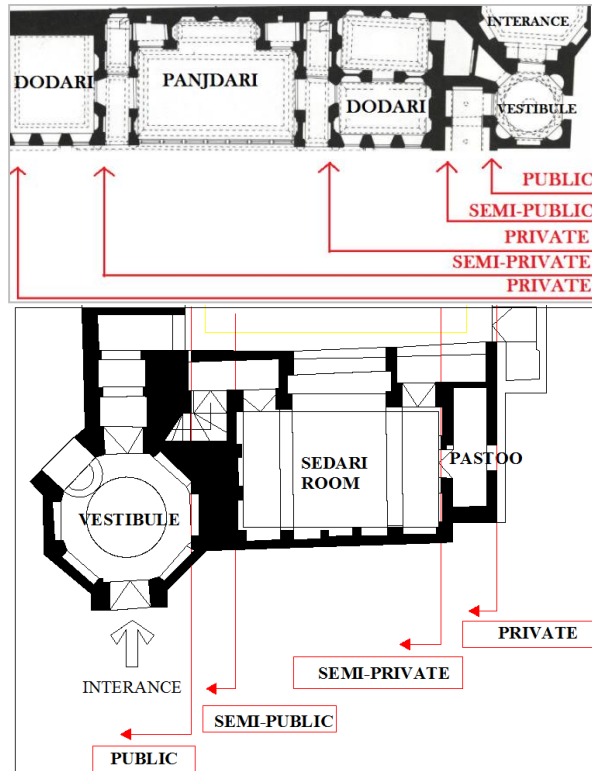 INTERANCE
DODARI
PANJDARI
DODARI
VESTIBULE
PUBLIC
SEMI-PUBLIC
PRIVATE
SEMI-PRIVATE
PRIVATE
SEDARI
ROOM
PASTOO
VESTIBULE
PRIVATE
SEMI-PRIVATE
INTERANCE
SEMI-PUBLIC
PUBLIC